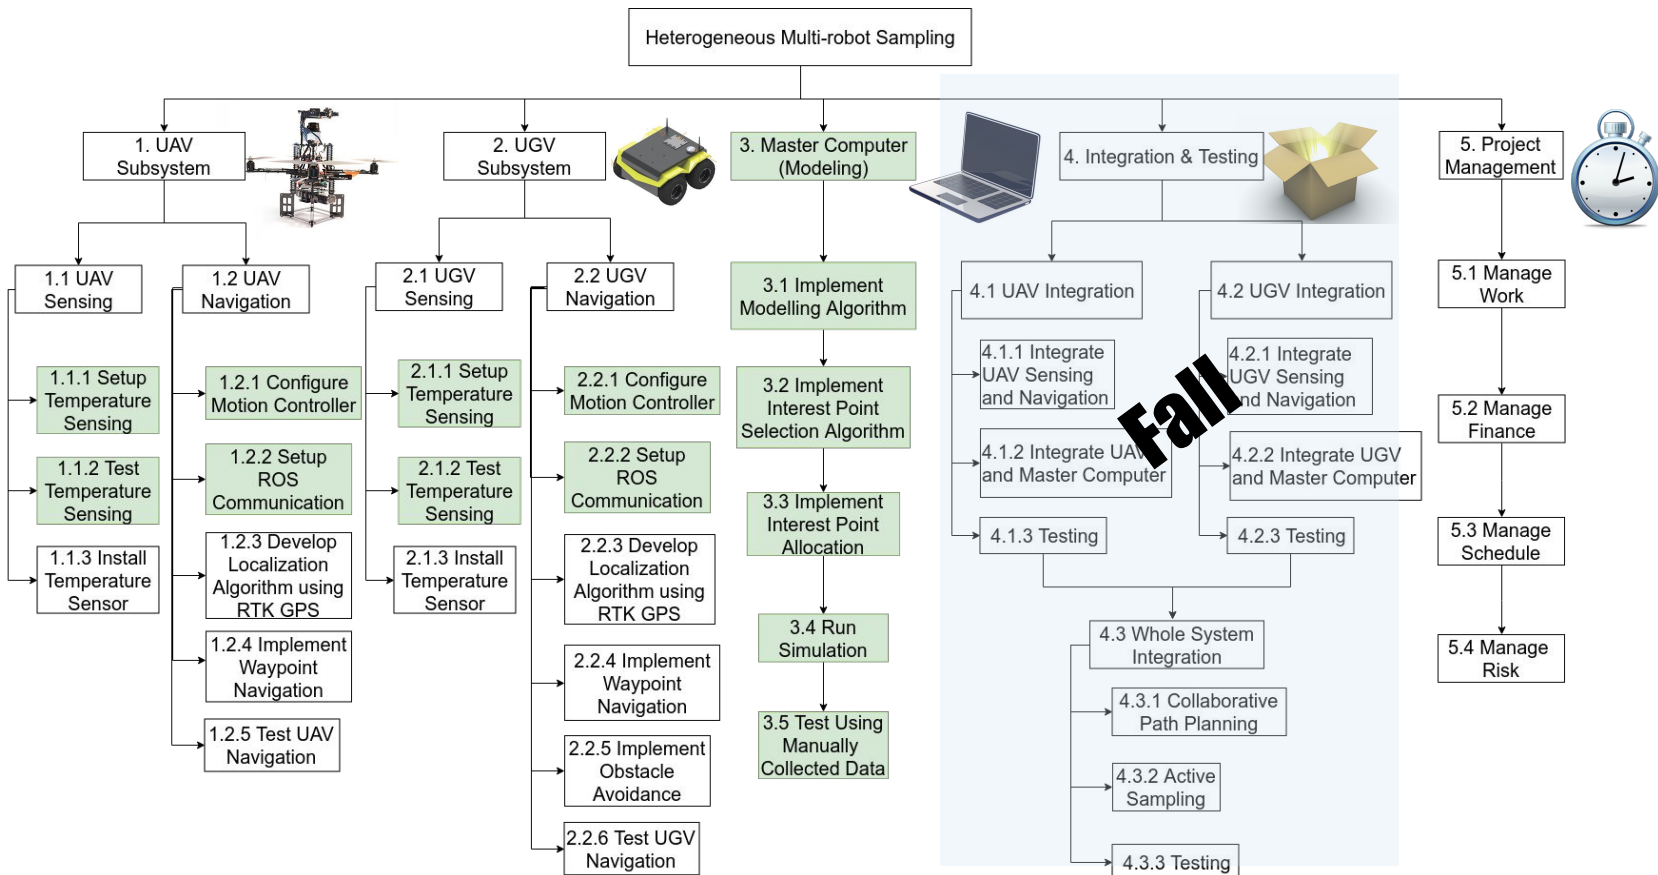 Heterogeneous Multi-robot Sampling
1. UAV
Subsystem
2. UGV
Subsystem
3. Master Computer
(Modeling)
4. Integration & Testing
5. Project
Management
1.1 UAV
Sensing
1.2 UAV
Navigation
2.1 UGV
Sensing
2.2 UGV
Navigation
3.1 Implement
Modelling Algorithm
4.1 UAV Integration
4.2 UGV Integration
5.1 Manage
Work
1.1.1 Setup
Temperature
Sensing
1.2.1 Configure
Motion Controller
2.1.1 Setup
Temperature
Sensing
2.2.1 Configure
Motion Controller
3.2 Implement
Interest Point
Selection Algorithm
4.1.1 Integrate
UAV Sensing
and Navigation
4.2.1 Integrate
UGV Sensing
and Navigation
Fall
5.2 Manage
Finance
1.1.2 Test
Temperature
Sensing
1.2.2 Setup
ROS
Communication
2.1.2 Test
Temperature
Sensing
2.2.2 Setup
ROS
Communication
3.3 Implement
Interest Point
Allocation
4.1.2 Integrate UAV
and Master Computer
4.2.2 Integrate UGV
and Master Computer
5.3 Manage
Schedule
1.1.3 Install
Temperature
Sensor
1.2.3 Develop
Localization
Algorithm using
RTK GPS
2.1.3 Install
Temperature
Sensor
2.2.3 Develop
Localization
Algorithm using
RTK GPS
3.4 Run
Simulation
4.1.3 Testing
4.2.3 Testing
5.4 Manage
Risk
1.2.4 Implement
Waypoint
Navigation
2.2.4 Implement
Waypoint
Navigation
3.5 Test Using
Manually
Collected Data
4.3 Whole System
Integration
1.2.5 Test UAV
Navigation
2.2.5 Implement
Obstacle
Avoidance
4.3.1 Collaborative
Path Planning
2.2.6 Test UGV
Navigation
4.3.2 Active
Sampling
4.3.3 Testing